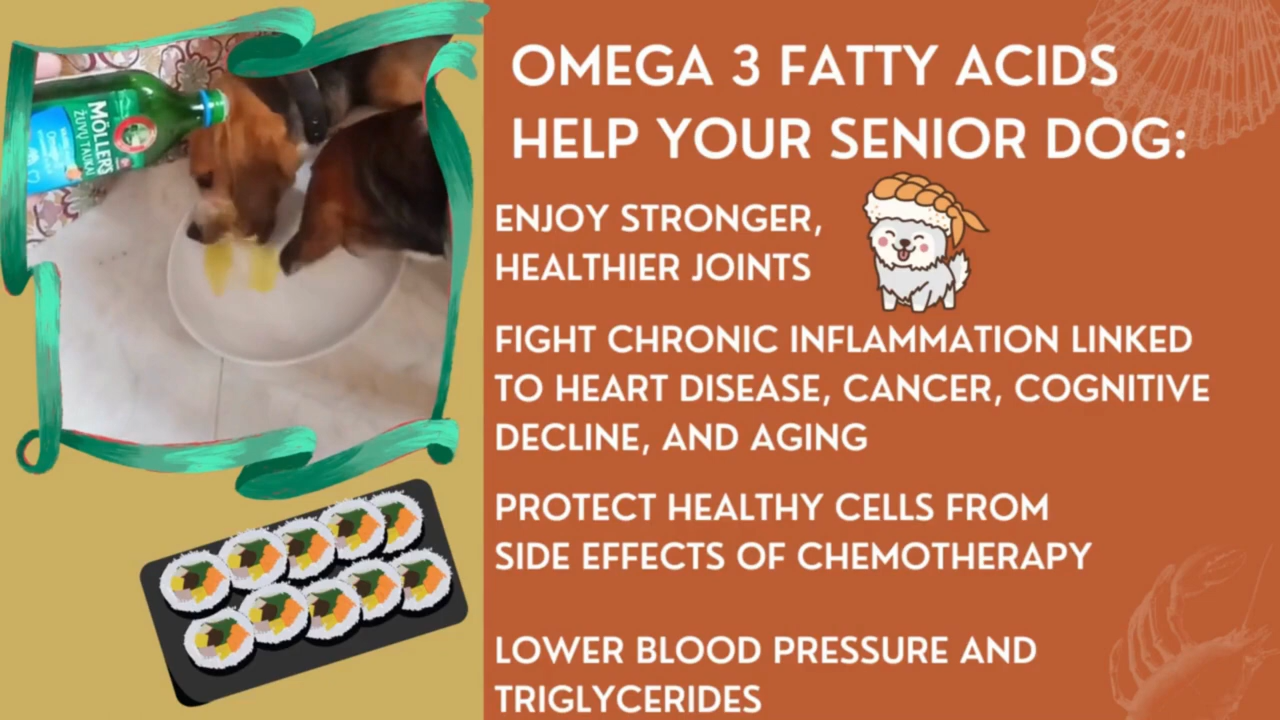 OMEGA 3 FATTY ACIDS
HELP YOUR SENIOR DOG:
ENJOY STRONGER,
HEALTHIER JOINTS
FIGHT CHRONIC INFLAMMATION LINKED
TO HEART DISEASE, CANCER, COGNITIVE
DECLINE, AND AGING
PROTECT HEALTHY CELLS FROM
SIDE EFFECTS OF CHEMOTHERAPY
LOWER BLOOD PRESSURE AND
TRIGLYCERIDES
MÖLLER'S
ŽUVŲ TAUKAI